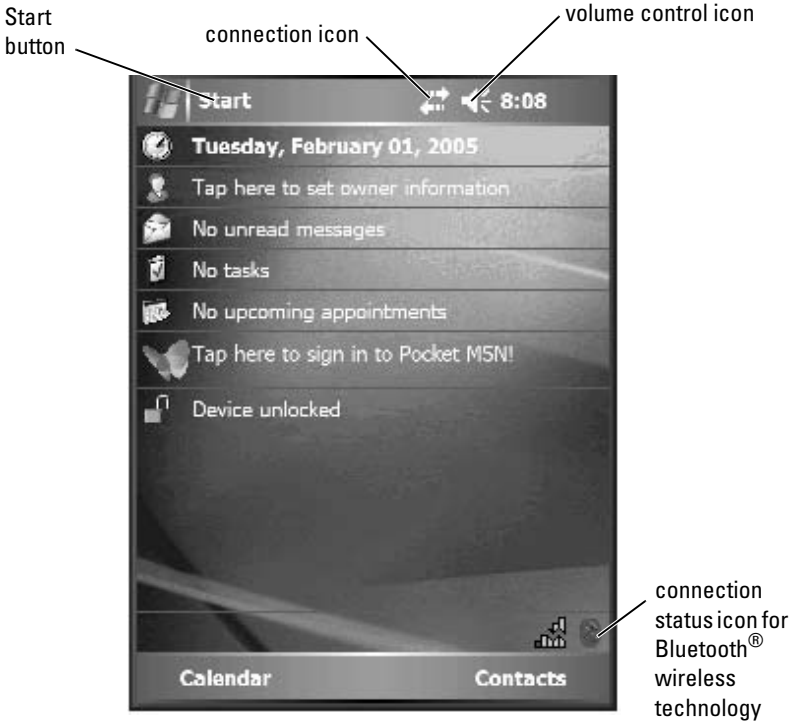 Start
button
connection icon
volume control icon
Start 8:08
Tuesday, February 01, 2005
Tap here to set owner information
No unread messages
No tasks
No upcoming appointments
Tap here to sign in to Pocket MSN!
Device unlocked
connection
status icon for
Bluetooth®
wireless
technology
Calendar Contacts